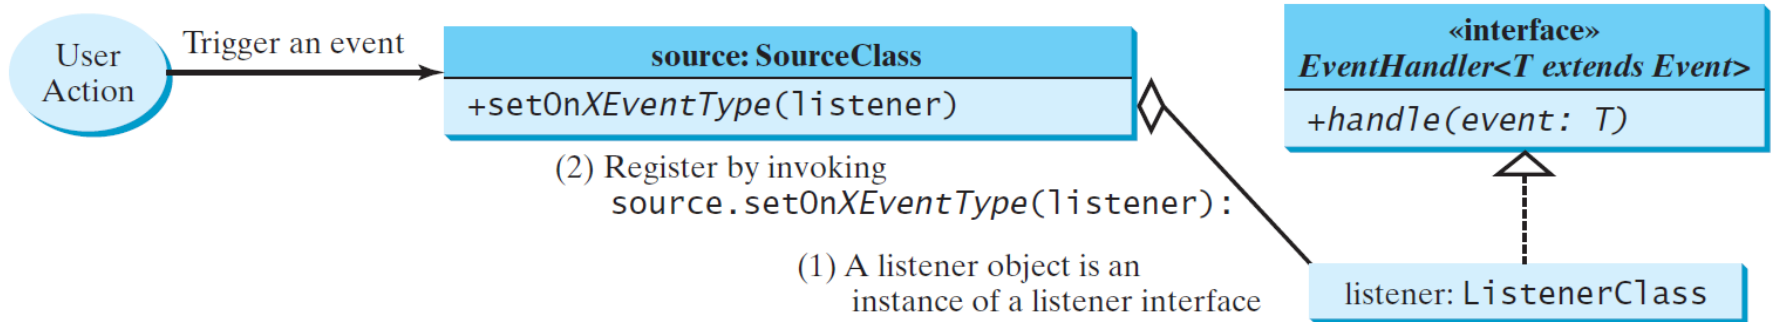 User
Action
Trigger an event
source: SourceClass
+setOnXEventType(listener)
«interface»
EventHandler<T extends Event>
+handle(event: T)
(2) Register by invoking
source.setOnXEventType(listener):
(1) A listener object is an
instance of a listener interface
listener: ListenerClass